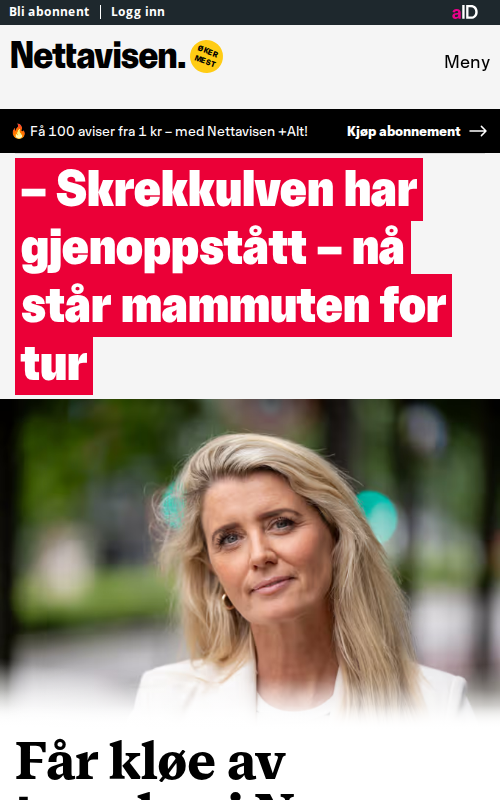 Bli abonnent | Logg inn
aID
Nettavisen.
ØKER
MEST
Meny
🔥 Få 100 aviser fra 1 kr – med Nettavisen +Alt!
Kjøp abonnement →
– Skrekkulven har
gjenoppstått – nå
står mammuten for
tur
Får kløe av